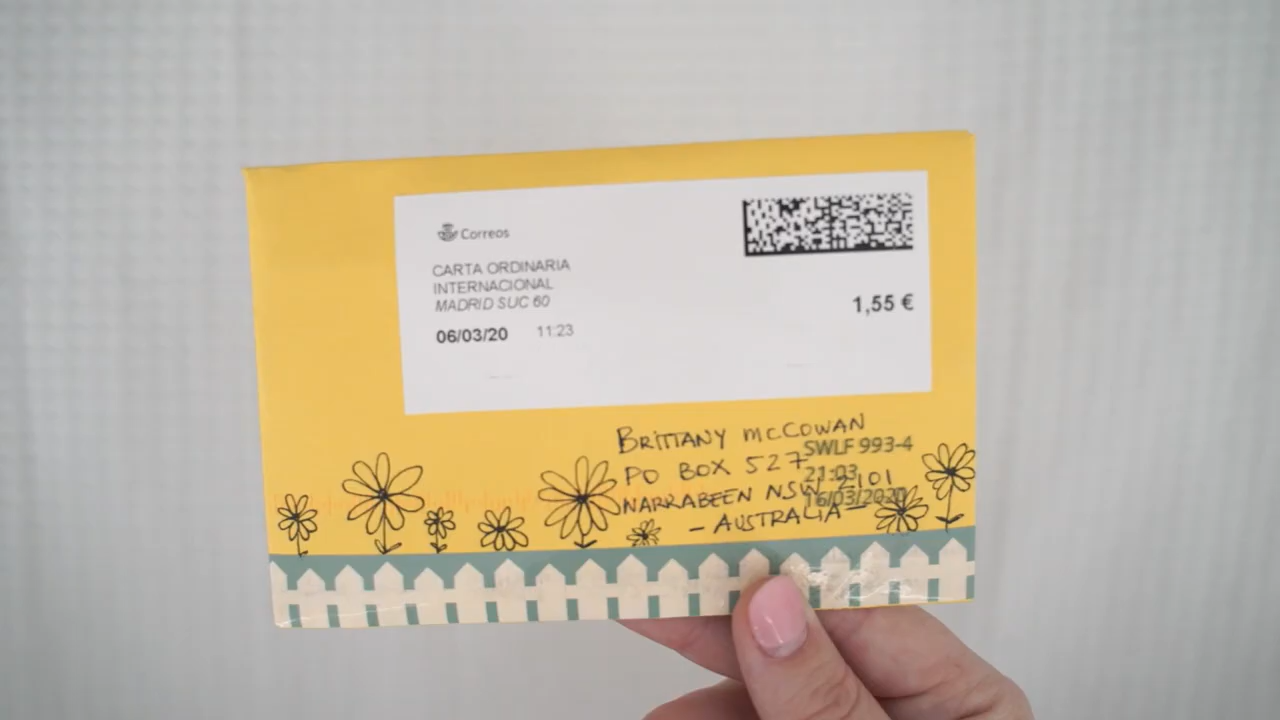 Correos
CARTA ORDINARIA
INTERNACIONAL
MADRID SUC 60
06/03/20 11:23
1,55 €
BRITTANY McCOWAN
PO BOX 527
NARRABEEN NSW 2101
- AUSTRALIA -
SWLF 993-4
21:03
16/03/2020